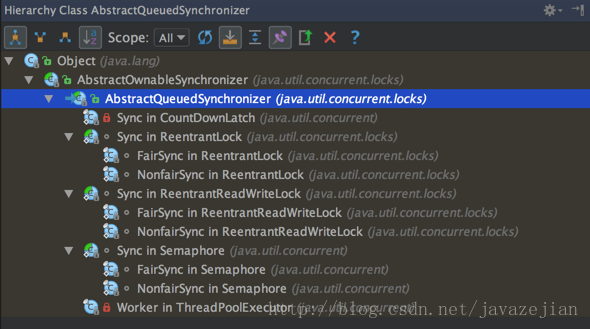 Hierarchy Class AbstractQueuedSynchronizer
Scope: All
Object (java.lang)
AbstractOwnableSynchronizer (java.util.concurrent.locks)
AbstractQueuedSynchronizer (java.util.concurrent.locks)
Sync in CountDownLatch (java.util.concurrent)
Sync in ReentrantLock (java.util.concurrent.locks)
FairSync in ReentrantLock (java.util.concurrent.locks)
NonfairSync in ReentrantLock (java.util.concurrent.locks)
Sync in ReentrantReadWriteLock (java.util.concurrent.locks)
FairSync in ReentrantReadWriteLock (java.util.concurrent.locks)
NonfairSync in ReentrantReadWriteLock (java.util.concurrent.locks)
Sync in Semaphore (java.util.concurrent)
FairSync in Semaphore (java.util.concurrent)
NonfairSync in Semaphore (java.util.concurrent)
Worker in ThreadPoolExecutor (java.util.concurrent)
http://blog.csdn.net/javazejian